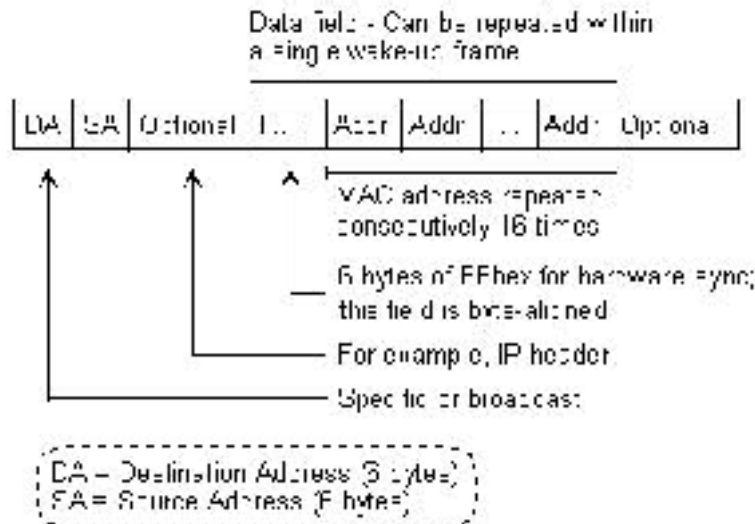 Data field - Can be repeated within
a single wake-up frame
DA SA Optional Addr Addr ... Addr Optional
MAC address repeated
consecutively 16 times
6 bytes of FFhex for hardware sync;
this field is byte-aligned
For example, IP header
Specific or broadcast
DA = Destination Address (6 bytes)
SA = Source Address (6 bytes)